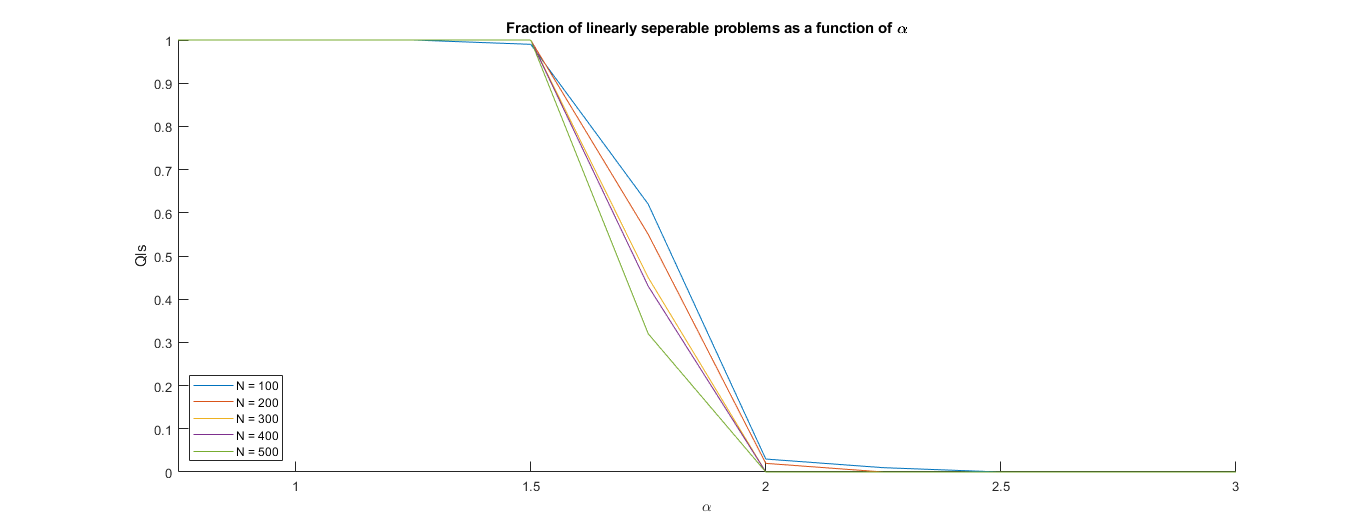 Fraction of linearly seperable problems as a function of α
1
0.9
0.8
0.7
0.6
0.5
0.4
0.3
0.2
0.1
0
Qls
N = 100
N = 200
N = 300
N = 400
N = 500
1 1.5 2 2.5 3
α